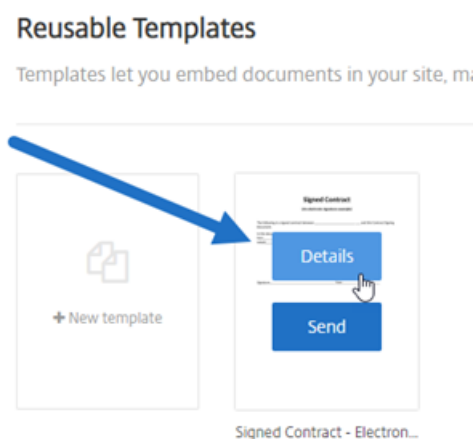 Reusable Templates
Templates let you embed documents in your site, ma
Signed Contract
Details
+ New template
Send
Signed Contract - Electron...